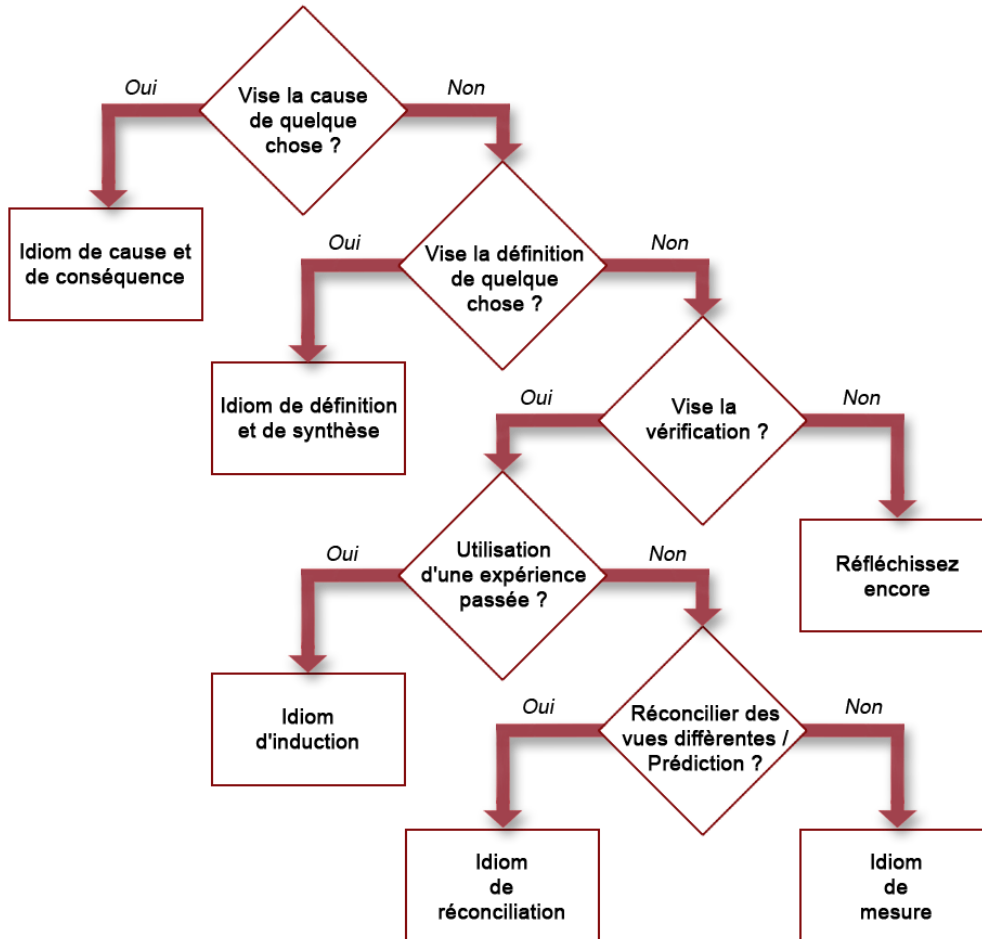 Oui
Non
Vise la cause
de quelque
chose ?
Idiom de cause et
de conséquence
Oui
Non
Vise la définition
de quelque
chose ?
Idiom de définition
et de synthèse
Oui
Non
Vise la
vérification ?
Réfléchissez
encore
Oui
Non
Utilisation
d'une expérience
passée ?
Idiom
d'induction
Oui
Non
Réconcilier des
vues diffèrentes /
Prédiction ?
Idiom
de
réconciliation
Idiom
de
mesure